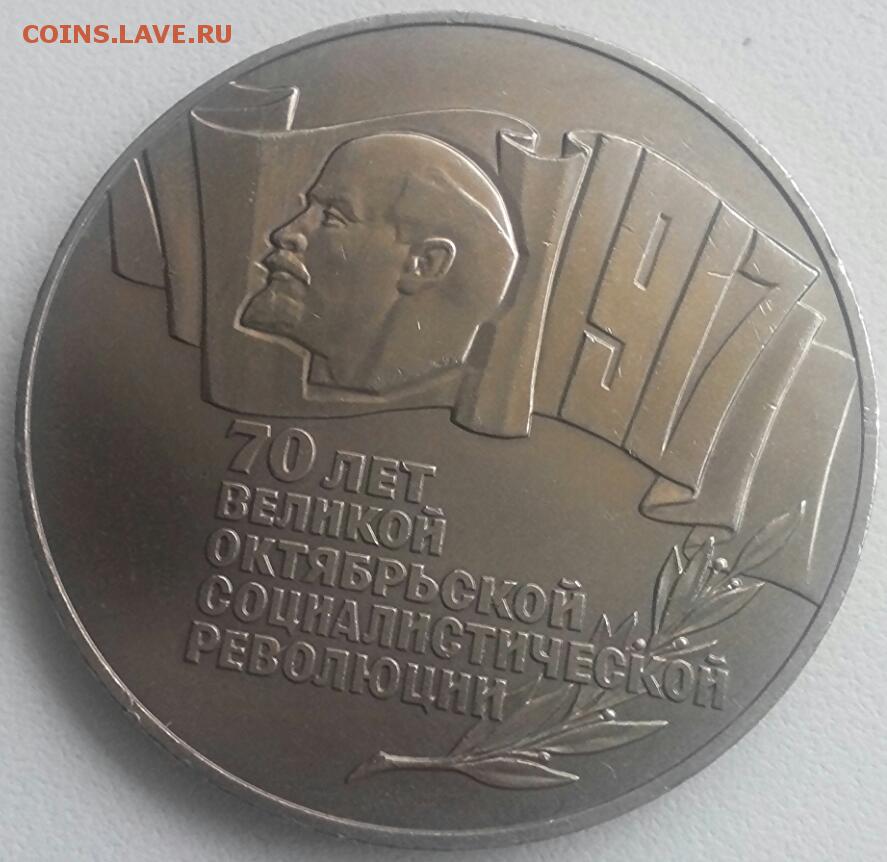 COINS.LAVE.RU
1917
70 ЛЕТ
ВЕЛИКОЙ
ОКТЯБРЬСКОЙ
СОЦИАЛИСТИЧЕСКОЙ
РЕВОЛЮЦИИ